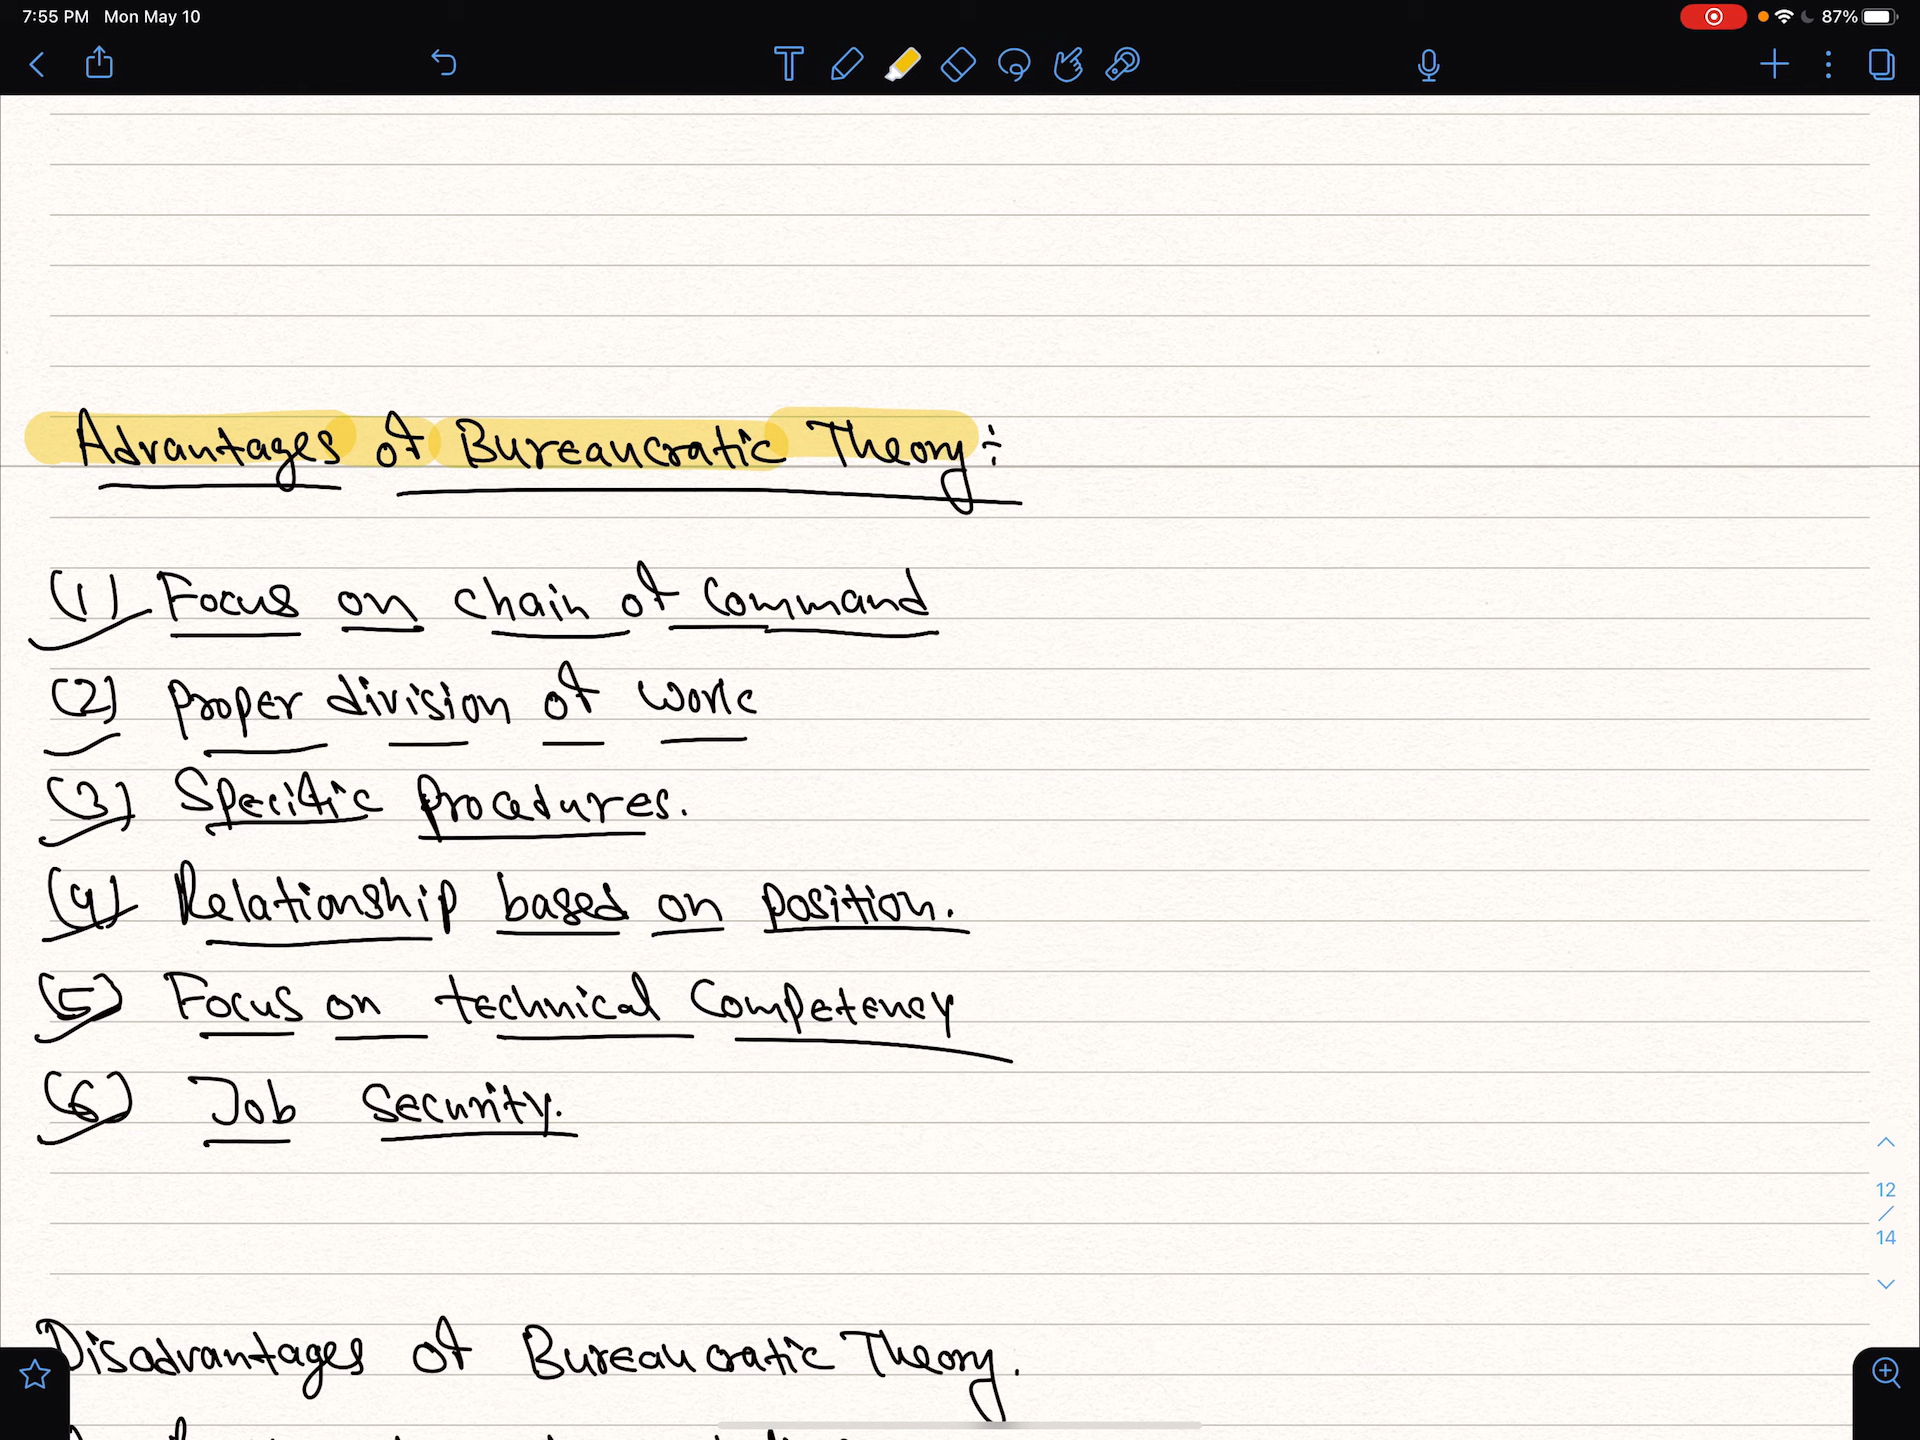 7:55 PM Mon May 10
87%
Advantages of Bureaucratic Theory:
(1) Focus on chain of Command
(2) Proper division of work
(3) Specific Procedures.
(4) Relationship based on position.
(5) Focus on technical Competency
(6) Job Security.
12
/
14
Disadvantages of Bureaucratic Theory.